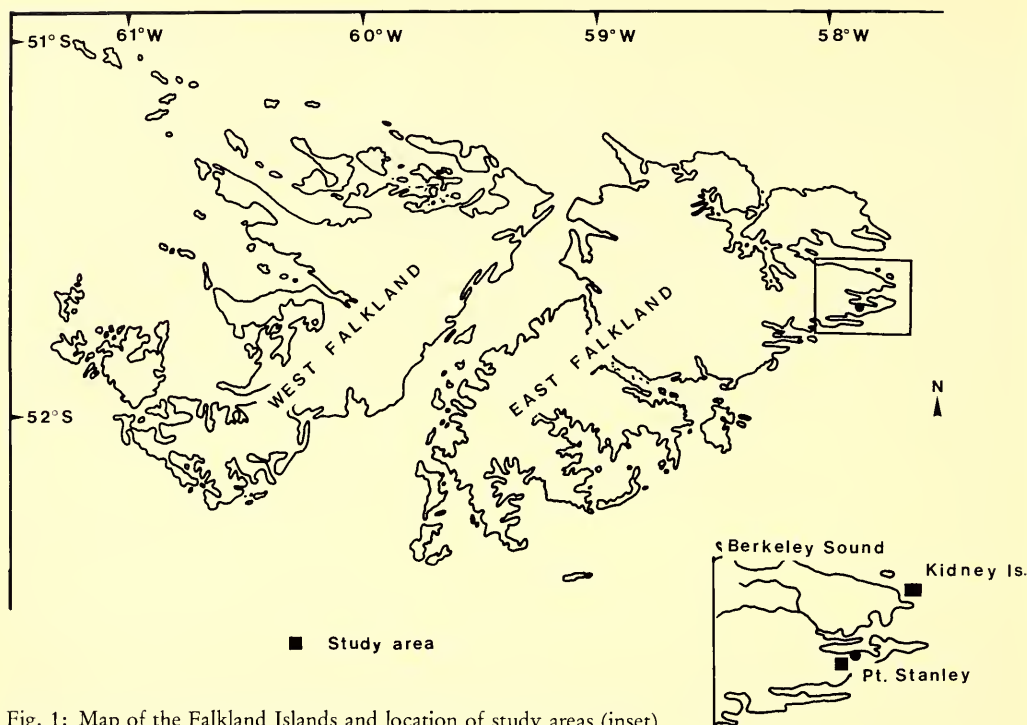 61°W 60°W 59°W 58°W
51°S
WEST FALKLAND
EAST FALKLAND
52°S
N
Berkeley Sound
Kidney Is.
Study area
Pt. Stanley
Fig. 1: Map of the Falkland Islands and location of study areas (inset)